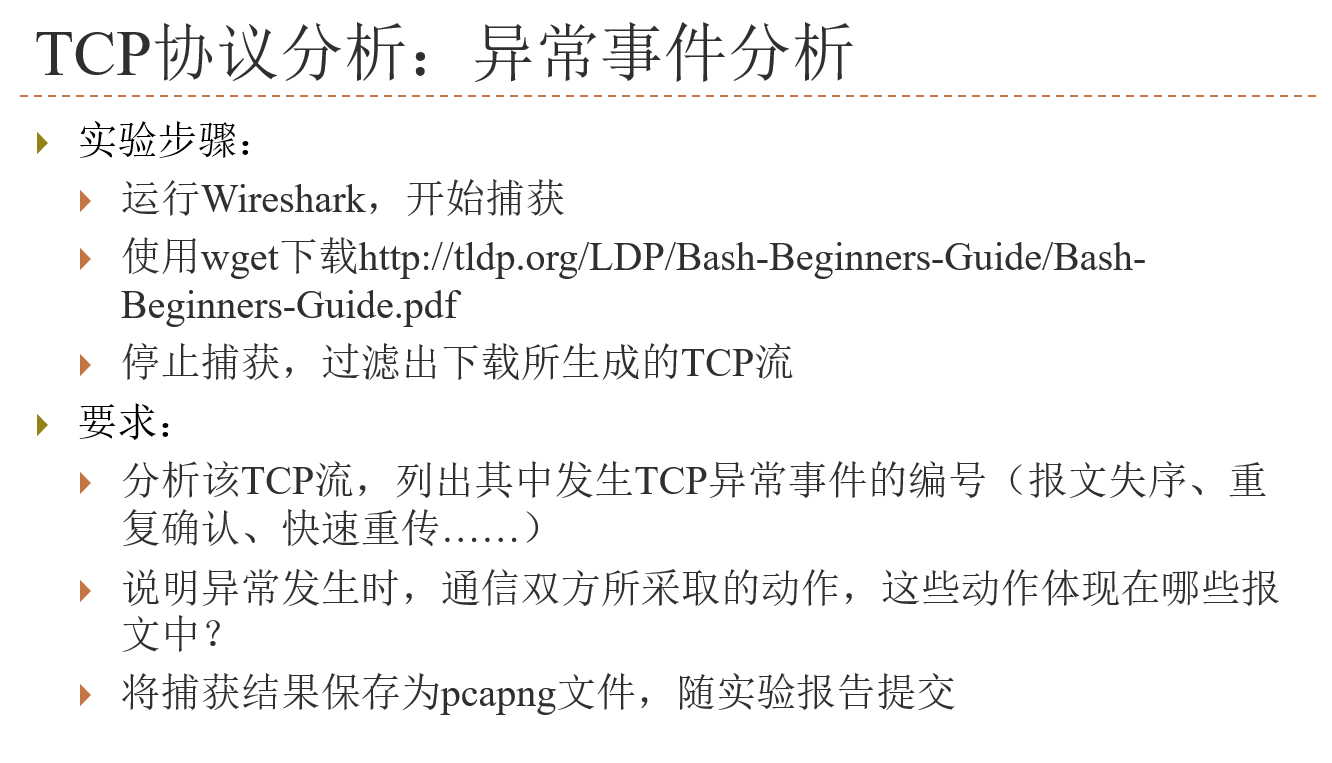 TCP协议分析：异常事件分析
实验步骤：
运行Wireshark，开始捕获
使用wget下载http://tldp.org/LDP/Bash-Beginners-Guide/Bash-
Beginners-Guide.pdf
停止捕获，过滤出下载所生成的TCP流
要求：
分析该TCP流，列出其中发生TCP异常事件的编号（报文失序、重
复确认、快速重传……）
说明异常发生时，通信双方所采取的动作，这些动作体现在哪些报
文中？
将捕获结果保存为pcapng文件，随实验报告提交